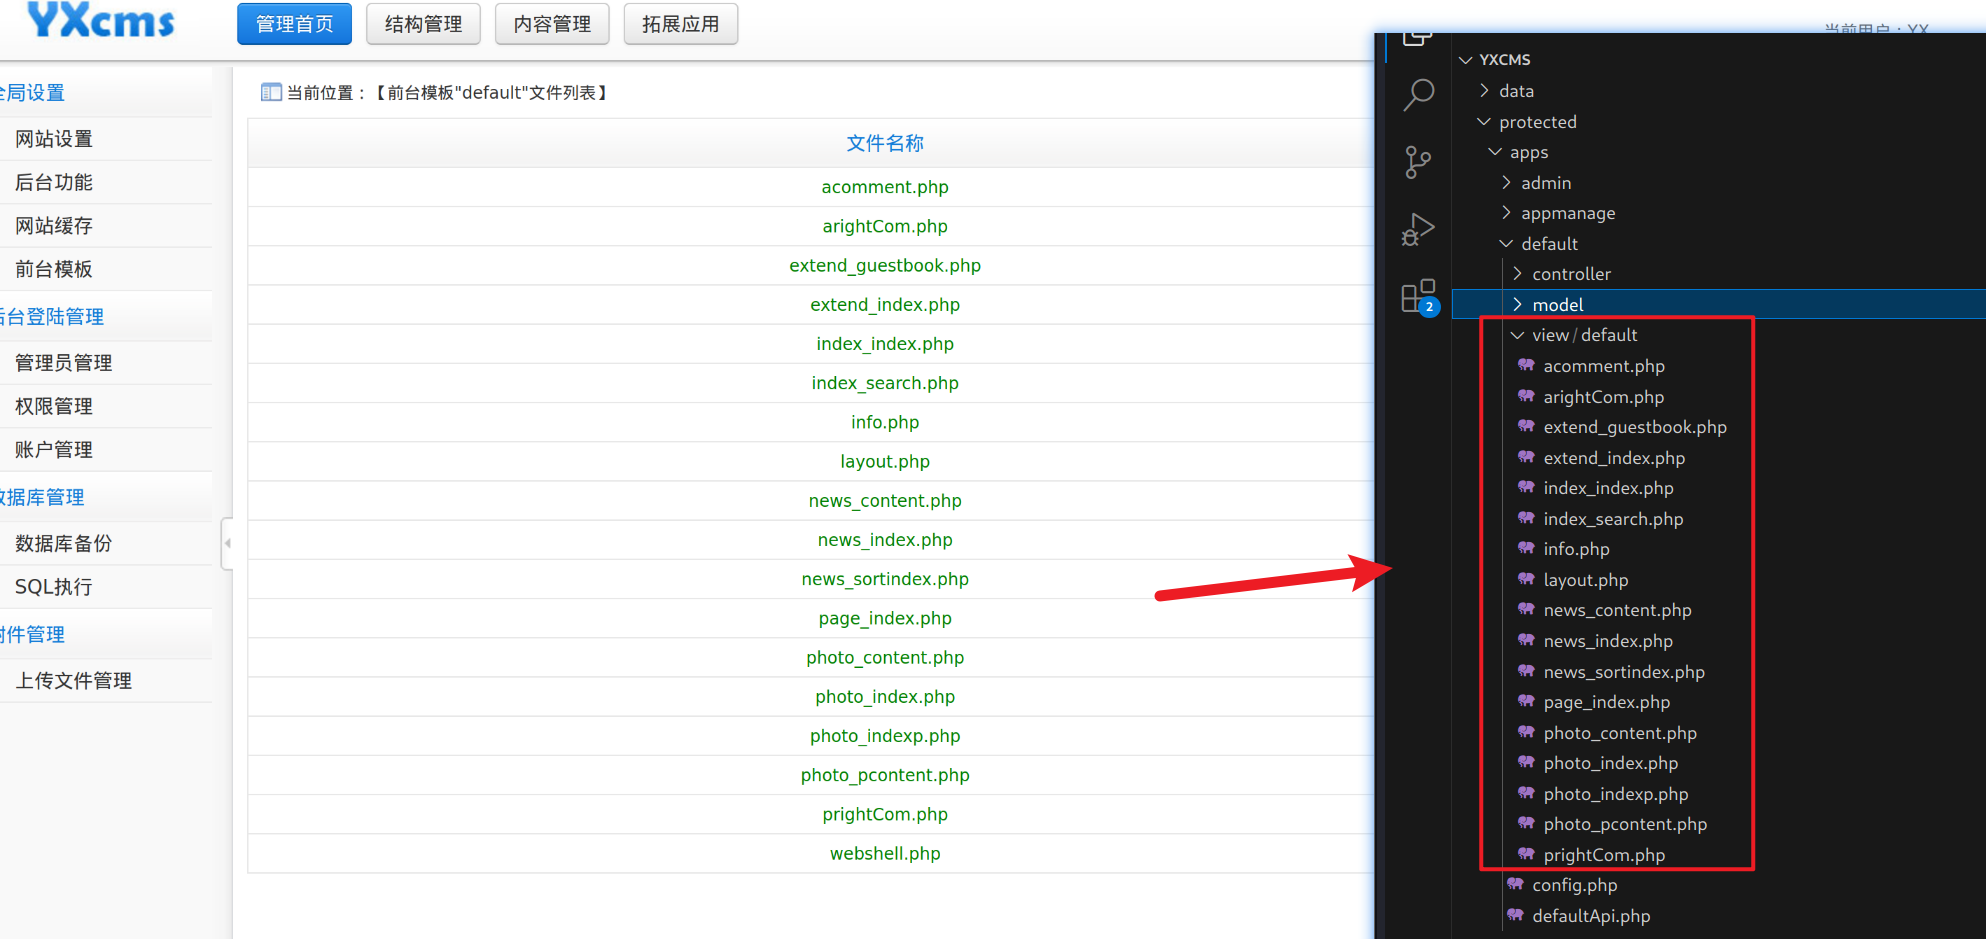 YXcms
管理首页
结构管理
内容管理
拓展应用
全局设置
网站设置
后台功能
网站缓存
前台模板
后台登陆管理
管理员管理
权限管理
账户管理
数据库管理
数据库备份
SQL执行
附件管理
上传文件管理
当前位置：【前台模板"default"文件列表】
文件名称
acomment.php
arightCom.php
extend_guestbook.php
extend_index.php
index_index.php
index_search.php
info.php
layout.php
news_content.php
news_index.php
news_sortindex.php
page_index.php
photo_content.php
photo_index.php
photo_indexp.php
photo_pcontent.php
prightCom.php
webshell.php
当前用户：YX
2
YXCMS
data
protected
apps
admin
appmanage
default
controller
model
view/default
acomment.php
arightCom.php
extend_guestbook.php
extend_index.php
index_index.php
index_search.php
info.php
layout.php
news_content.php
news_index.php
news_sortindex.php
page_index.php
photo_content.php
photo_index.php
photo_indexp.php
photo_pcontent.php
prightCom.php
config.php
defaultApi.php